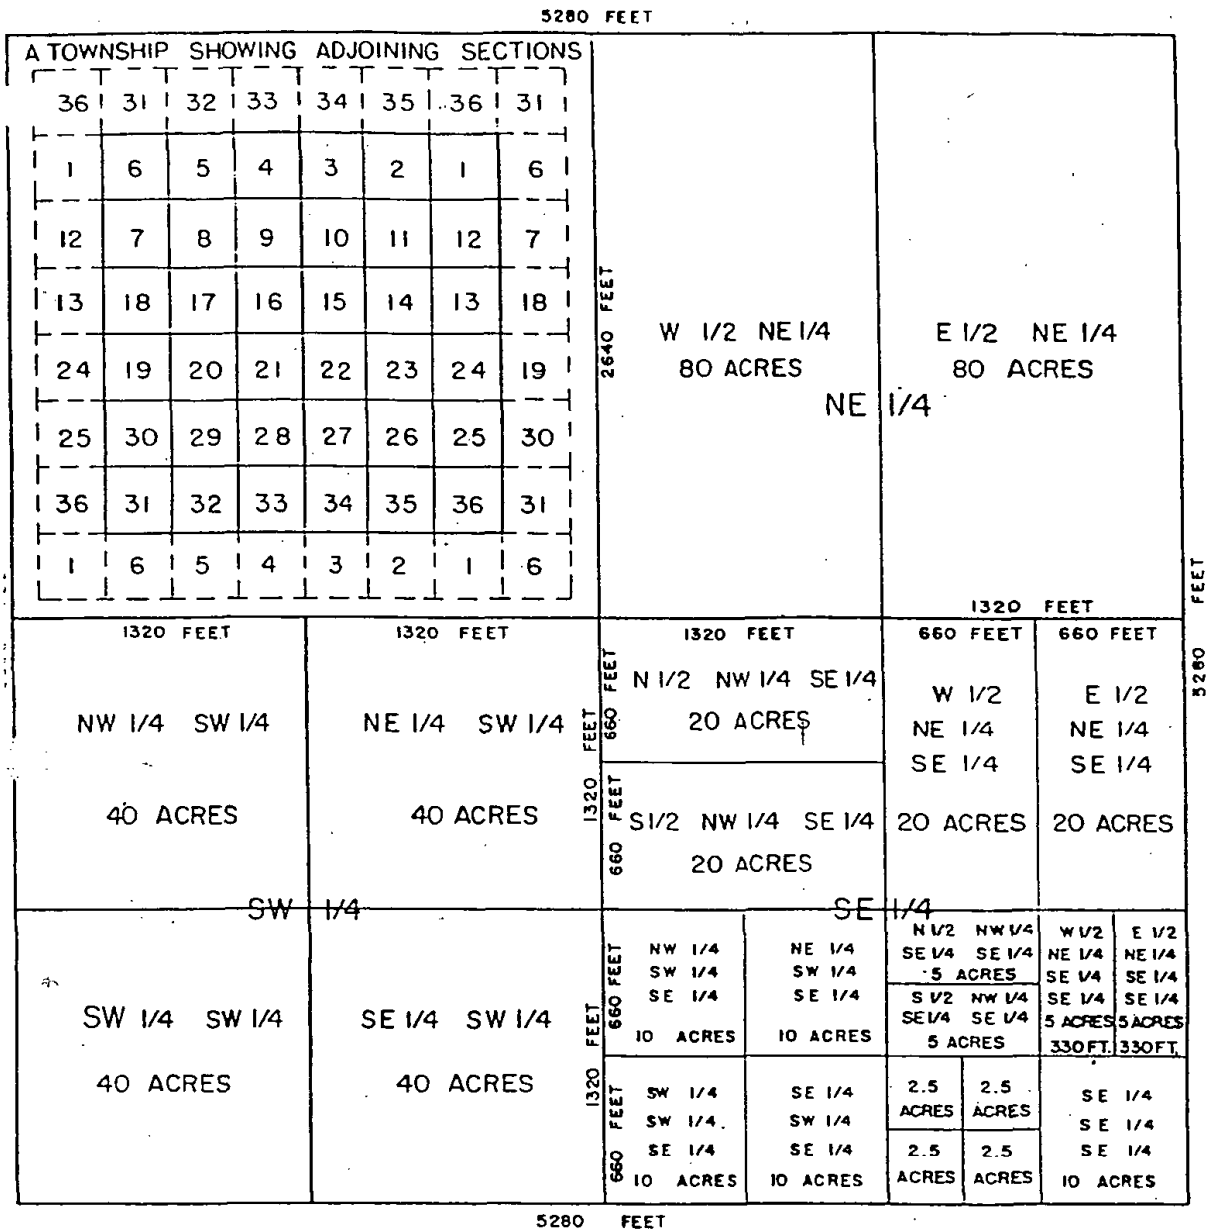 5280 FEET
A TOWNSHIP SHOWING ADJOINING SECTIONS
36 31 32 33 34 35 36 31
1 6 5 4 3 2 1 6
12 7 8 9 10 11 12 7
13 18 17 16 15 14 13 18
24 19 20 21 22 23 24 19
25 30 29 28 27 26 25 30
36 31 32 33 34 35 36 31
1 6 5 4 3 2 1 6
2640 FEET
W 1/2 NE 1/4
80 ACRES
E 1/2 NE 1/4
80 ACRES
NE 1/4
1320 FEET
5280 FEET
1320 FEET
NW 1/4 SW 1/4
40 ACRES
1320 FEET
NE 1/4 SW 1/4
40 ACRES
1320 FEET
SW 1/4
SW 1/4 SW 1/4
40 ACRES
SE 1/4 SW 1/4
40 ACRES
1320 FEET
1320 FEET
660 FEET
N 1/2 NW 1/4 SE 1/4
20 ACRES
660 FEET
S 1/2 NW 1/4 SE 1/4
20 ACRES
660 FEET
W 1/2
NE 1/4
SE 1/4
20 ACRES
660 FEET
E 1/2
NE 1/4
SE 1/4
20 ACRES
SE 1/4
660 FEET
NW 1/4
SW 1/4
SE 1/4
10 ACRES
NE 1/4
SW 1/4
SE 1/4
10 ACRES
N 1/2 NW 1/4
SE 1/4 SE 1/4
5 ACRES
S 1/2 NW 1/4
SE 1/4 SE 1/4
5 ACRES
W 1/2
NE 1/4
SE 1/4
SE 1/4
5 ACRES
330 FT.
E 1/2
NE 1/4
SE 1/4
SE 1/4
5 ACRES
330 FT.
660 FEET
SW 1/4
SW 1/4
SE 1/4
10 ACRES
SE 1/4
SW 1/4
SE 1/4
10 ACRES
2.5
ACRES
2.5
ACRES
2.5
ACRES
2.5
ACRES
SE 1/4
SE 1/4
SE 1/4
10 ACRES
5280 FEET